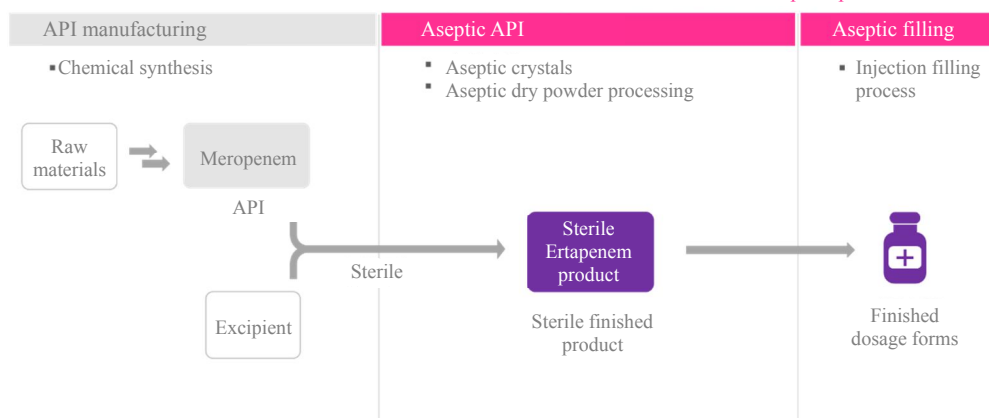 API manufacturing
Aseptic API
Aseptic filling
▪Chemical synthesis
▪ Aseptic crystals
▪ Aseptic dry powder processing
▪ Injection filling
process
Raw
materials
Meropenem
API
Sterile
Excipient
Sterile
Ertapenem
product
Sterile finished
product
Finished
dosage forms